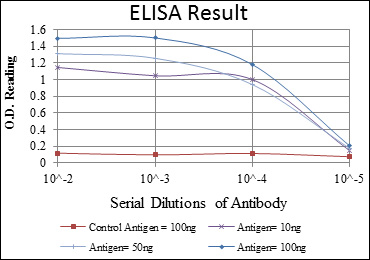 ELISA Result
O.D. Reading
1.6
1.4
1.2
1
0.8
0.6
0.4
0.2
0
10^-2 10^-3 10^-4 10^-5
Serial Dilutions of Antibody
Control Antigen = 100ng Antigen= 10ng
Antigen= 50ng Antigen= 100ng